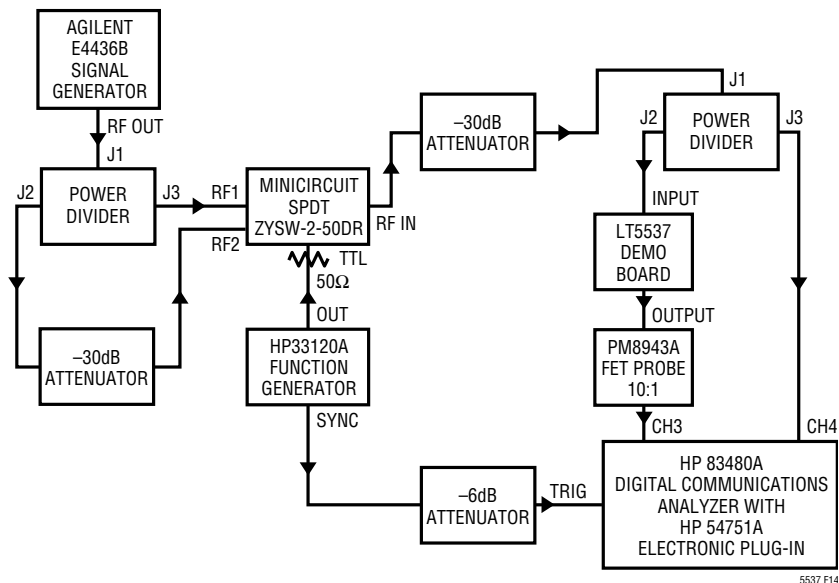 AGILENT
E4436B
SIGNAL
GENERATOR
RF OUT
J1
J2
POWER
DIVIDER
J3
RF1
RF2
MINICIRCUIT
SPDT
ZYSW-2-50DR
RF IN
TTL
50Ω
OUT
–30dB
ATTENUATOR
HP33120A
FUNCTION
GENERATOR
SYNC
–30dB
ATTENUATOR
J1
J2
POWER
DIVIDER
J3
INPUT
LT5537
DEMO
BOARD
OUTPUT
PM8943A
FET PROBE
10:1
CH3
CH4
–6dB
ATTENUATOR
TRIG
HP 83480A
DIGITAL COMMUNICATIONS
ANALYZER WITH
HP 54751A
ELECTRONIC PLUG-IN
5537 F14